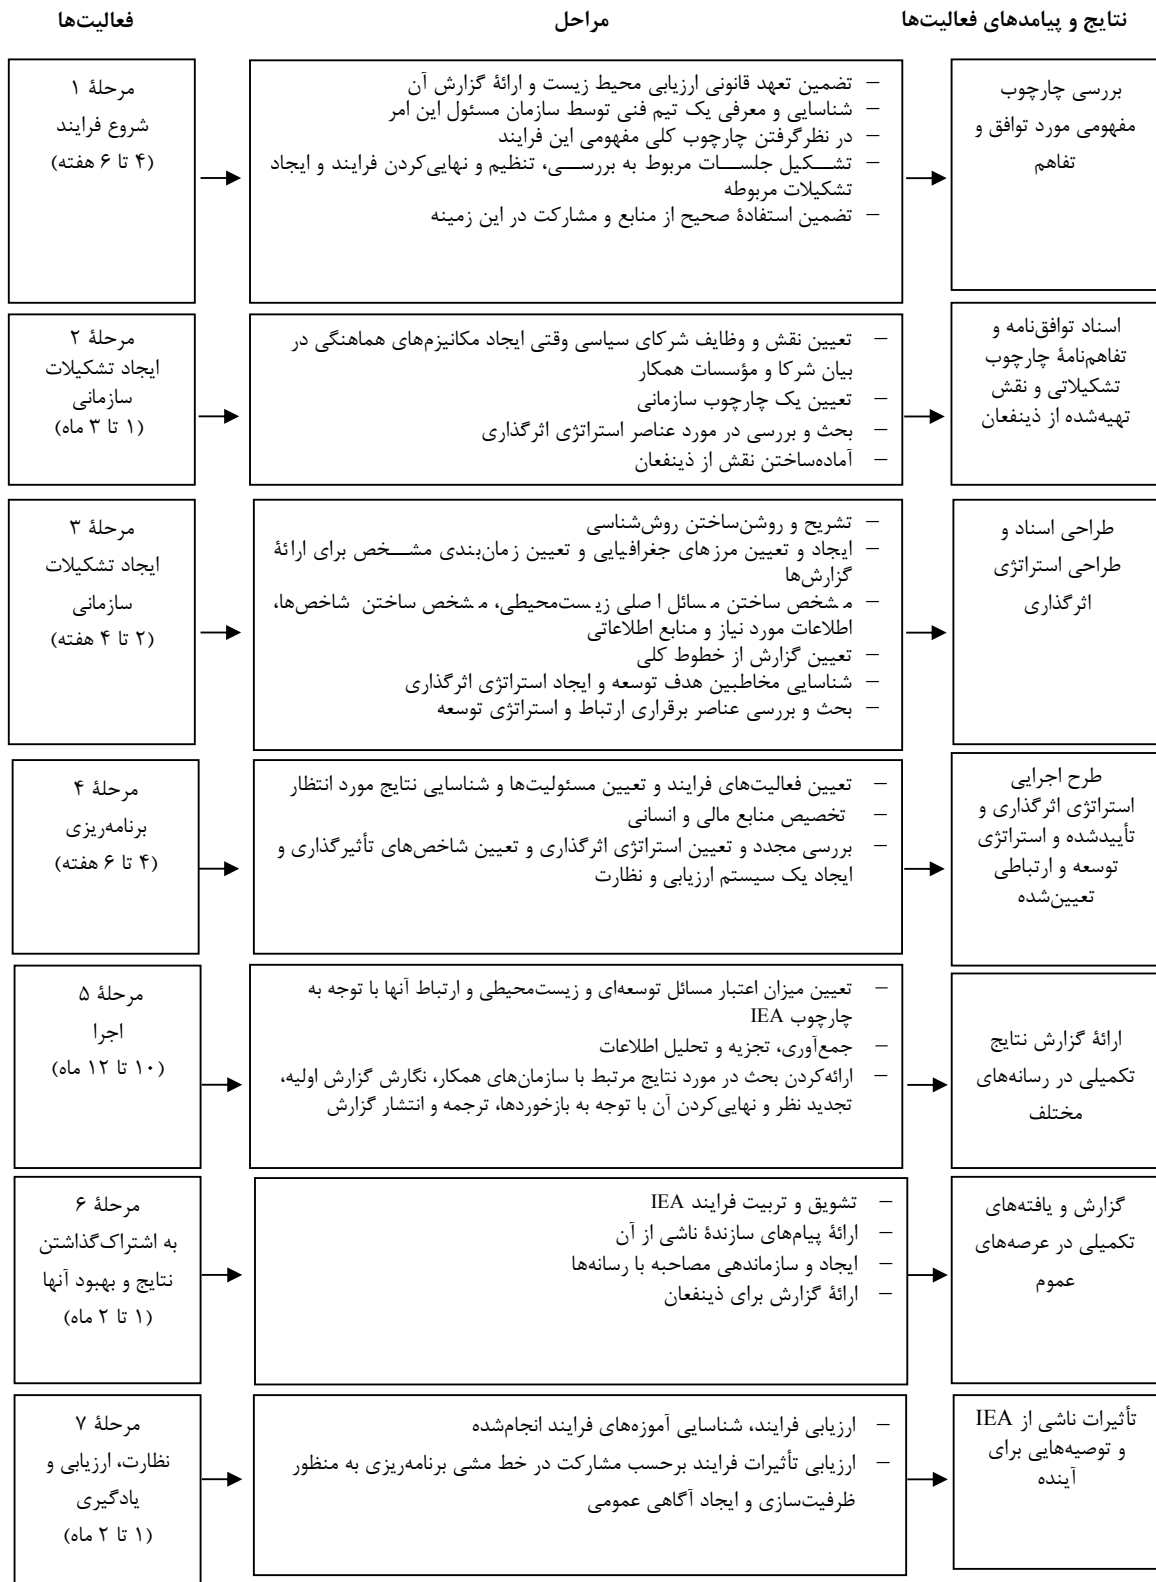 نتایج و پیامدهای فعالیت‌ها
مراحل
فعالیت‌ها
مرحلهٔ ۱
شروع فرایند
(۴ تا ۶ هفته)
– تضمین تعهد قانونی ارزیابی محیط زیست و ارائهٔ گزارش آن
– شناسایی و معرفی یک تیم فنی توسط سازمان مسئول این امر
– در نظرگرفتن چارچوب کلی مفهومی این فرایند
– تشکیل جلسات مربوط به بررسی، تنظیم و نهایی‌کردن فرایند و ایجاد
تشکیلات مربوطه
– تضمین استفادهٔ صحیح از منابع و مشارکت در این زمینه
بررسی چارچوب
مفهومی مورد توافق و
تفاهم
مرحلهٔ ۲
ایجاد تشکیلات
سازمانی
(۱ تا ۳ ماه)
– تعیین نقش و وظایف شرکای سیاسی وقتی ایجاد مکانیزم‌های هماهنگی در
بیان شرکا و مؤسسات همکار
– تعیین یک چارچوب سازمانی
– بحث و بررسی در مورد عناصر استراتژی اثرگذاری
– آماده‌ساختن نقش از ذینفعان
اسناد توافق‌نامه و
تفاهم‌نامهٔ چارچوب
تشکیلاتی و نقش
تهیه‌شده از ذینفعان
مرحلهٔ ۳
ایجاد تشکیلات
سازمانی
(۲ تا ۴ هفته)
– تشریح و روشن‌ساختن روش‌شناسی
– ایجاد و تعیین مرزهای جغرافیایی و تعیین زمان‌بندی مشخص برای ارائهٔ
گزارش‌ها
– مشخص ساختن مسائل اصلی زیست‌محیطی، مشخص ساختن شاخص‌ها،
اطلاعات مورد نیاز و منابع اطلاعاتی
– تعیین گزارش از خطوط کلی
– شناسایی مخاطبین هدف توسعه و ایجاد استراتژی اثرگذاری
– بحث و بررسی عناصر برقراری ارتباط و استراتژی توسعه
طراحی اسناد و
طراحی استراتژی
اثرگذاری
مرحلهٔ ۴
برنامه‌ریزی
(۴ تا ۶ هفته)
– تعیین فعالیت‌های فرایند و تعیین مسئولیت‌ها و شناسایی نتایج مورد انتظار
– تخصیص منابع مالی و انسانی
– بررسی مجدد و تعیین استراتژی اثرگذاری و تعیین شاخص‌های تأثیرگذاری و
ایجاد یک سیستم ارزیابی و نظارت
طرح اجرایی
استراتژی اثرگذاری و
تأییدشده و استراتژی
توسعه و ارتباطی
تعیین‌شده
مرحلهٔ ۵
اجرا
(۱۰ تا ۱۲ ماه)
– تعیین میزان اعتبار مسائل توسعه‌ای و زیست‌محیطی و ارتباط آنها با توجه به
چارچوب IEA
– جمع‌آوری، تجزیه و تحلیل اطلاعات
– ارائه‌کردن بحث در مورد نتایج مرتبط با سازمان‌های همکار، نگارش گزارش اولیه،
تجدید نظر و نهایی‌کردن آن با توجه به بازخوردها، ترجمه و انتشار گزارش
ارائهٔ گزارش نتایج
تکمیلی در رسانه‌های
مختلف
مرحلهٔ ۶
به اشتراک‌گذاشتن
نتایج و بهبود آنها
(۱ تا ۲ ماه)
– تشویق و تربیت فرایند IEA
– ارائهٔ پیام‌های سازندهٔ ناشی از آن
– ایجاد و سازماندهی مصاحبه با رسانه‌ها
– ارائهٔ گزارش برای ذینفعان
گزارش و یافته‌های
تکمیلی در عرصه‌های
عموم
مرحلهٔ ۷
نظارت، ارزیابی و
یادگیری
(۱ تا ۲ ماه)
– ارزیابی فرایند، شناسایی آموزه‌های فرایند انجام‌شده
– ارزیابی تأثیرات فرایند برحسب مشارکت در خط مشی برنامه‌ریزی به منظور
ظرفیت‌سازی و ایجاد آگاهی عمومی
تأثیرات ناشی از IEA
و توصیه‌هایی برای
آینده